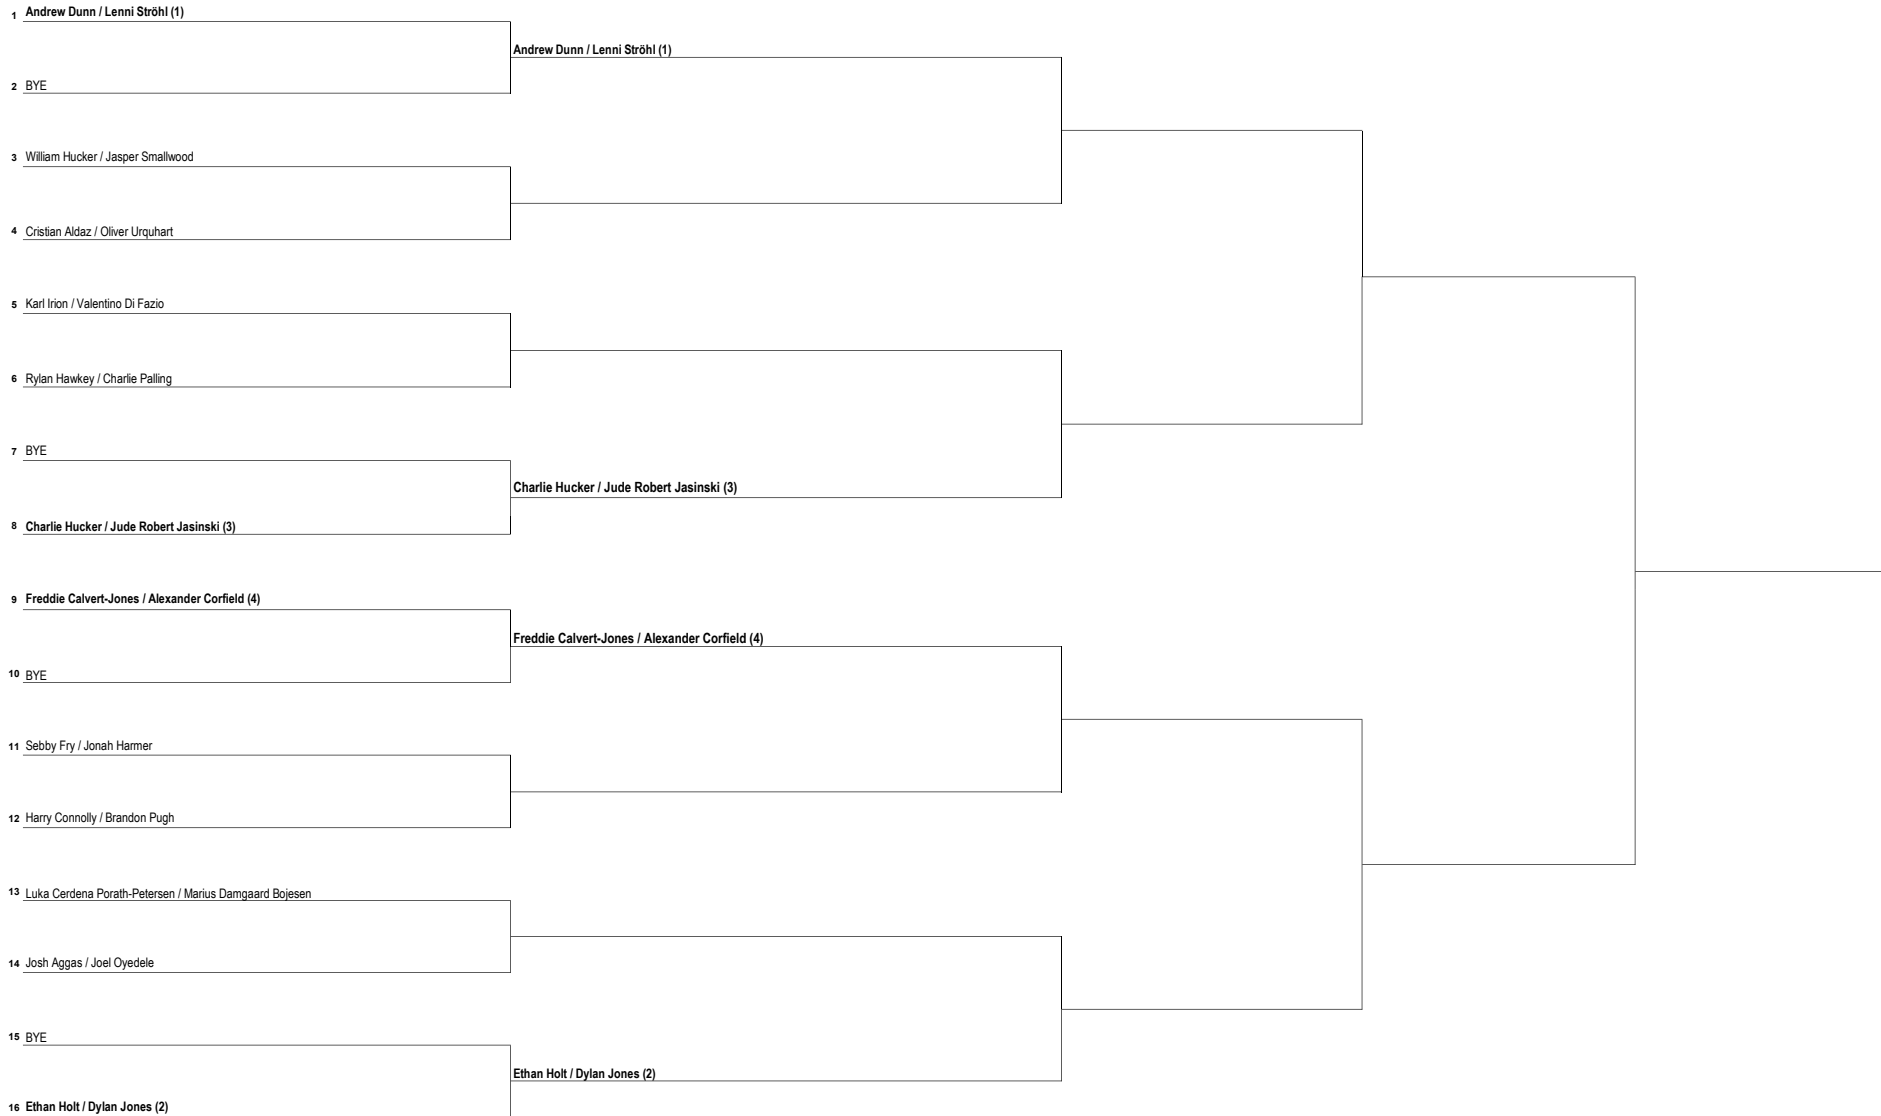 1 Andrew Dunn / Lenni Ströhl (1)
Andrew Dunn / Lenni Ströhl (1)
2 BYE
3 William Hucker / Jasper Smallwood
4 Cristian Aldaz / Oliver Urquhart
5 Karl Irion / Valentino Di Fazio
6 Rylan Hawkey / Charlie Palling
7 BYE
Charlie Hucker / Jude Robert Jasinski (3)
8 Charlie Hucker / Jude Robert Jasinski (3)
9 Freddie Calvert-Jones / Alexander Corfield (4)
Freddie Calvert-Jones / Alexander Corfield (4)
10 BYE
11 Sebby Fry / Jonah Harmer
12 Harry Connolly / Brandon Pugh
13 Luka Cerdena Porath-Petersen / Marius Damgaard Bojesen
14 Josh Aggas / Joel Oyedele
15 BYE
Ethan Holt / Dylan Jones (2)
16 Ethan Holt / Dylan Jones (2)